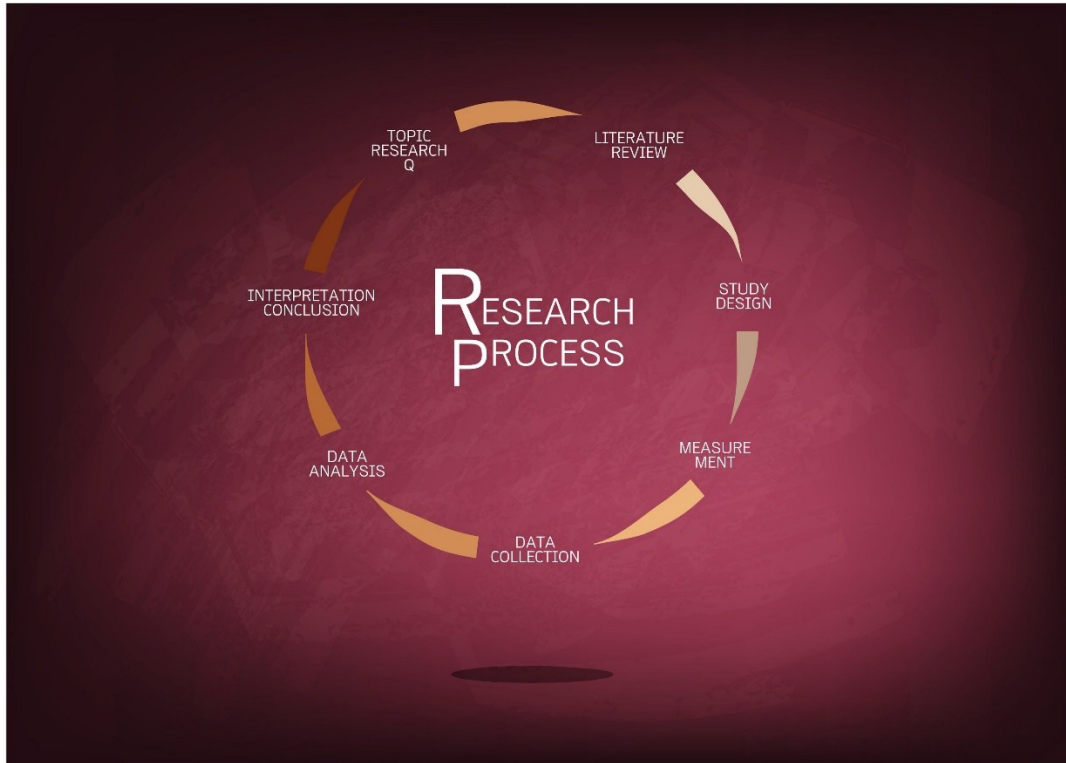 TOPIC
RESEARCH
Q
LITERATURE
REVIEW
STUDY
DESIGN
MEASURE
MENT
DATA
COLLECTION
DATA
ANALYSIS
INTERPRETATION
CONCLUSION
RESEARCH
PROCESS